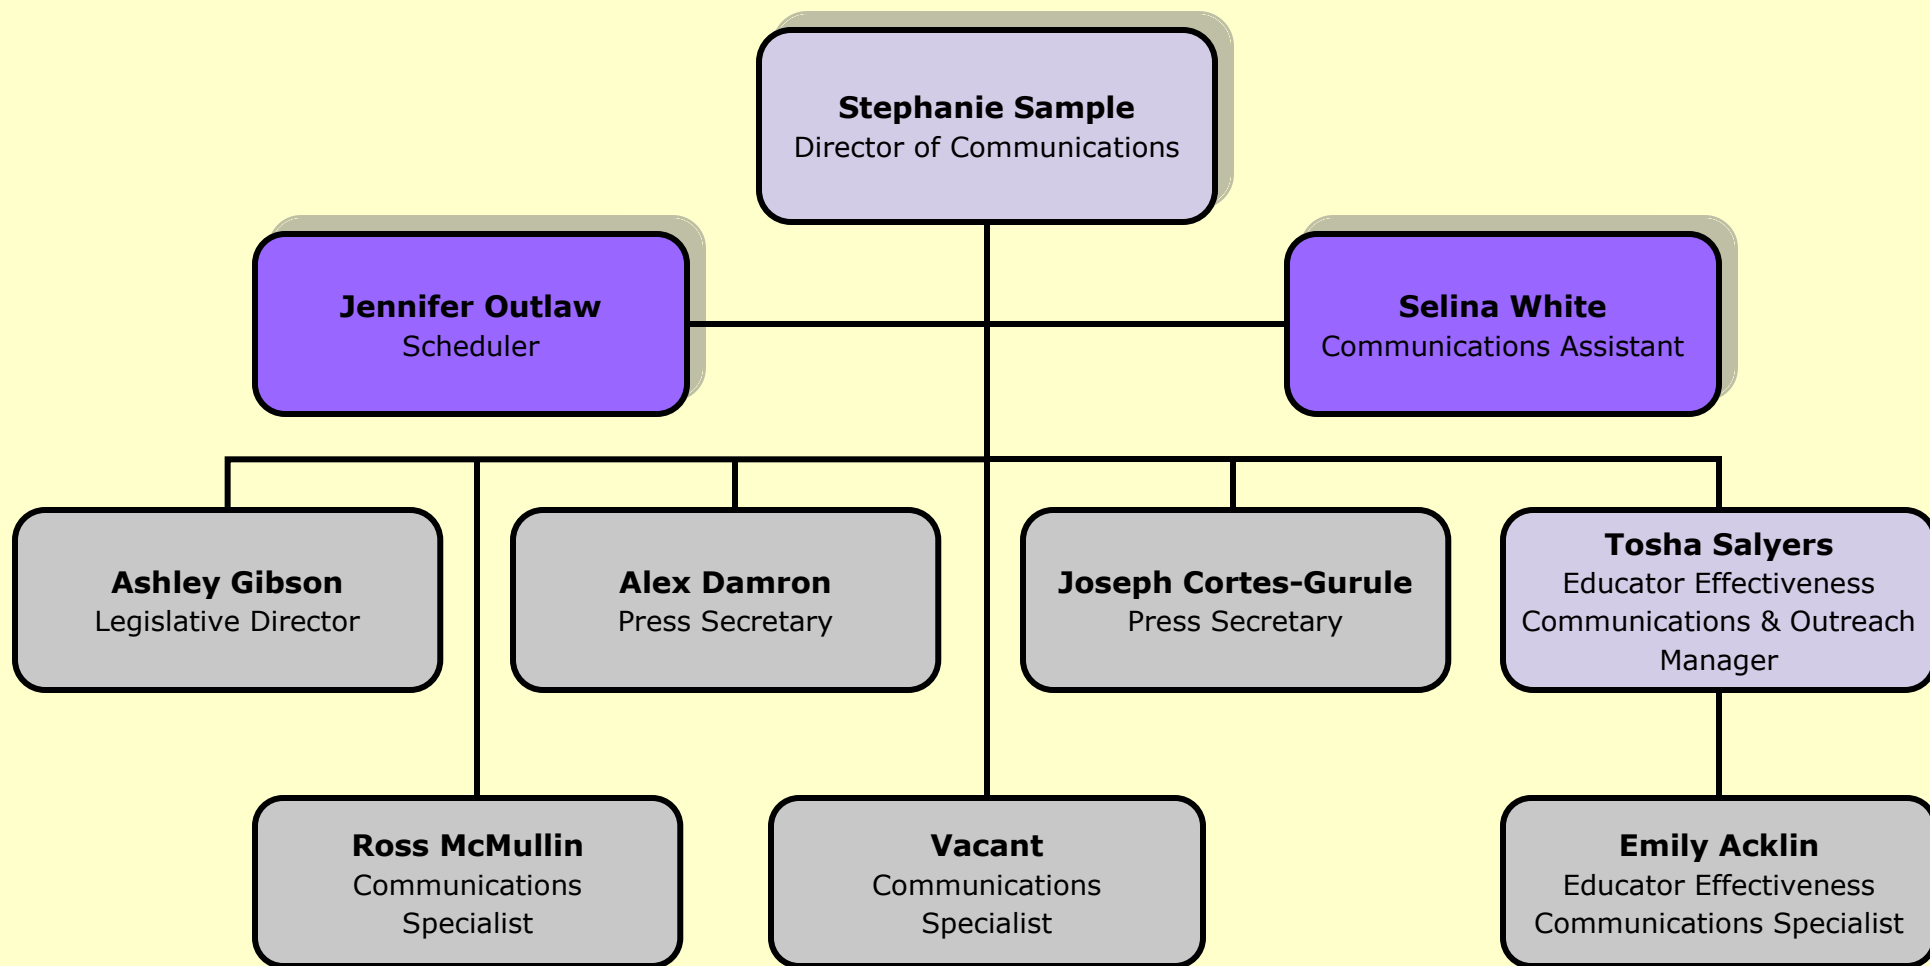 Stephanie Sample
Director of Communications
Jennifer Outlaw
Scheduler
Selina White
Communications Assistant
Ashley Gibson
Legislative Director
Alex Damron
Press Secretary
Joseph Cortes-Gurule
Press Secretary
Tosha Salyers
Educator Effectiveness
Communications & Outreach
Manager
Ross McMullin
Communications
Specialist
Vacant
Communications
Specialist
Emily Acklin
Educator Effectiveness
Communications Specialist